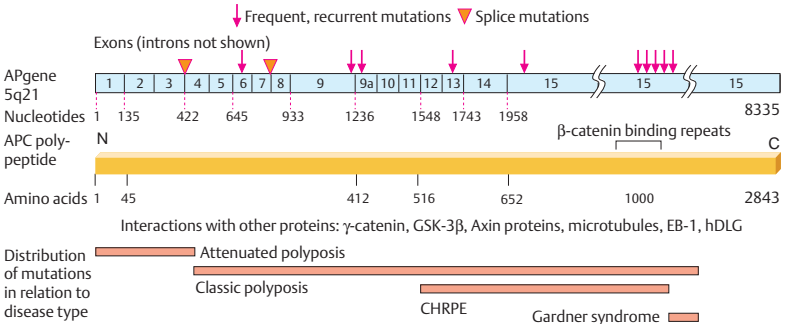 Frequent, recurrent mutations Splice mutations
Exons (introns not shown)
APgene
5q21
1 2 3 4 5 6 7 8 9 9a 10 11 12 13 14 15 15 15
Nucleotides 1 135 422 645 933 1236 1548 1743 1958 8335
APC poly-
peptide
N β-catenin binding repeats C
Amino acids 1 45 412 516 652 1000 2843
Interactions with other proteins: γ-catenin, GSK-3β, Axin proteins, microtubules, EB-1, hDLG
Distribution
of mutations
in relation to
disease type
Attenuated polyposis
Classic polyposis
CHRPE
Gardner syndrome